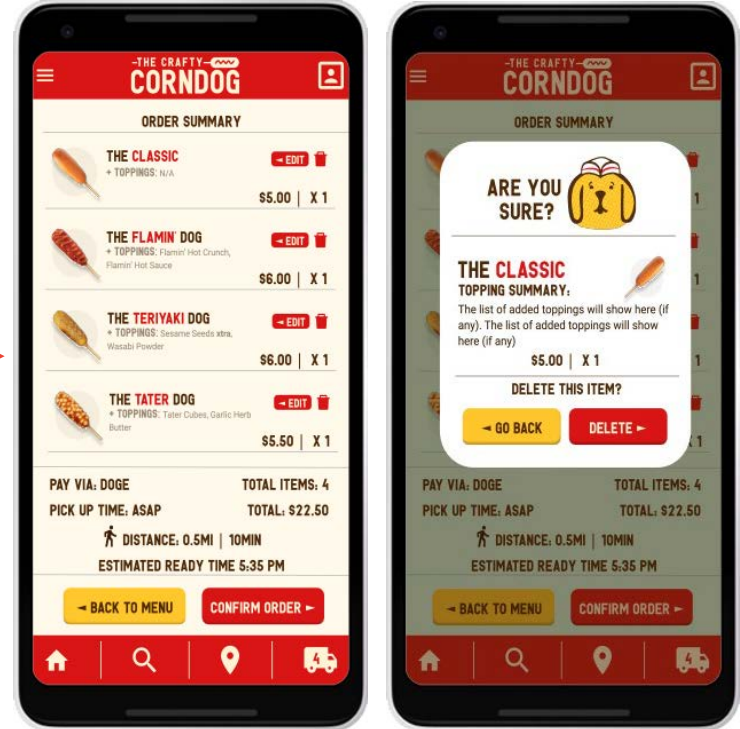 -THE CRAFTY-
CORNDOG
ORDER SUMMARY
THE CLASSIC
+ TOPPINGS: N/A
◄ EDIT
$5.00 | X 1
THE FLAMIN' DOG
+ TOPPINGS: Flamin' Hot Crunch,
Flamin' Hot Sauce
◄ EDIT
$6.00 | X 1
THE TERIYAKI DOG
+ TOPPINGS: Sesame Seeds xtra,
Wasabi Powder
◄ EDIT
$6.00 | X 1
THE TATER DOG
+ TOPPINGS: Tater Cubes, Garlic Herb
Butter
◄ EDIT
$5.50 | X 1
PAY VIA: DOGE
TOTAL ITEMS: 4
PICK UP TIME: ASAP
TOTAL: $22.50
DISTANCE: 0.5MI | 10MIN
ESTIMATED READY TIME 5:35 PM
◄ BACK TO MENU
CONFIRM ORDER ►
4
-THE CRAFTY-
CORNDOG
ORDER SUMMARY
ARE YOU
SURE?
THE CLASSIC
TOPPING SUMMARY:
The list of added toppings will show here (if
any). The list of added toppings will show
here (if any)
$5.00 | X 1
DELETE THIS ITEM?
◄ GO BACK
DELETE ►
1
1
1
1
PAY VIA: DOGE
TOTAL ITEMS: 4
PICK UP TIME: ASAP
TOTAL: $22.50
DISTANCE: 0.5MI | 10MIN
ESTIMATED READY TIME 5:35 PM
◄ BACK TO MENU
CONFIRM ORDER ►
4